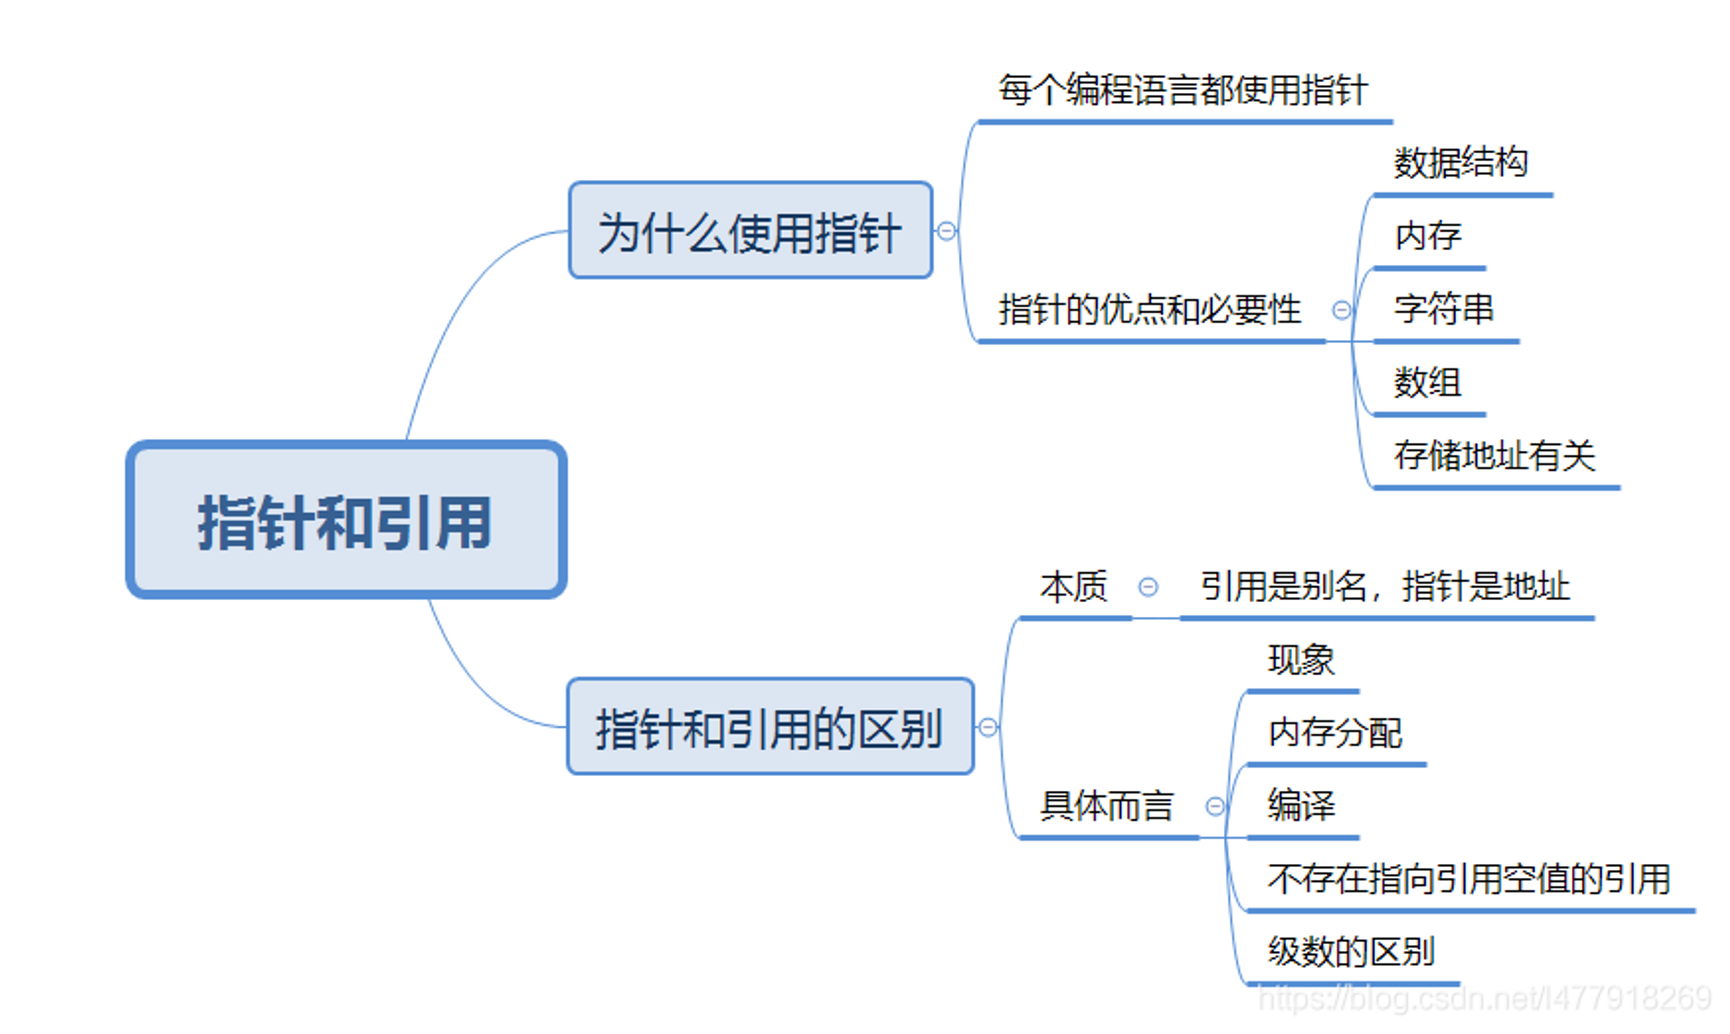 指针和引用
为什么使用指针
每个编程语言都使用指针
指针的优点和必要性
数据结构
内存
字符串
数组
存储地址有关
指针和引用的区别
本质
引用是别名，指针是地址
具体而言
现象
内存分配
编译
不存在指向引用空值的引用
级数的区别
https://blog.csdn.net/l477918269